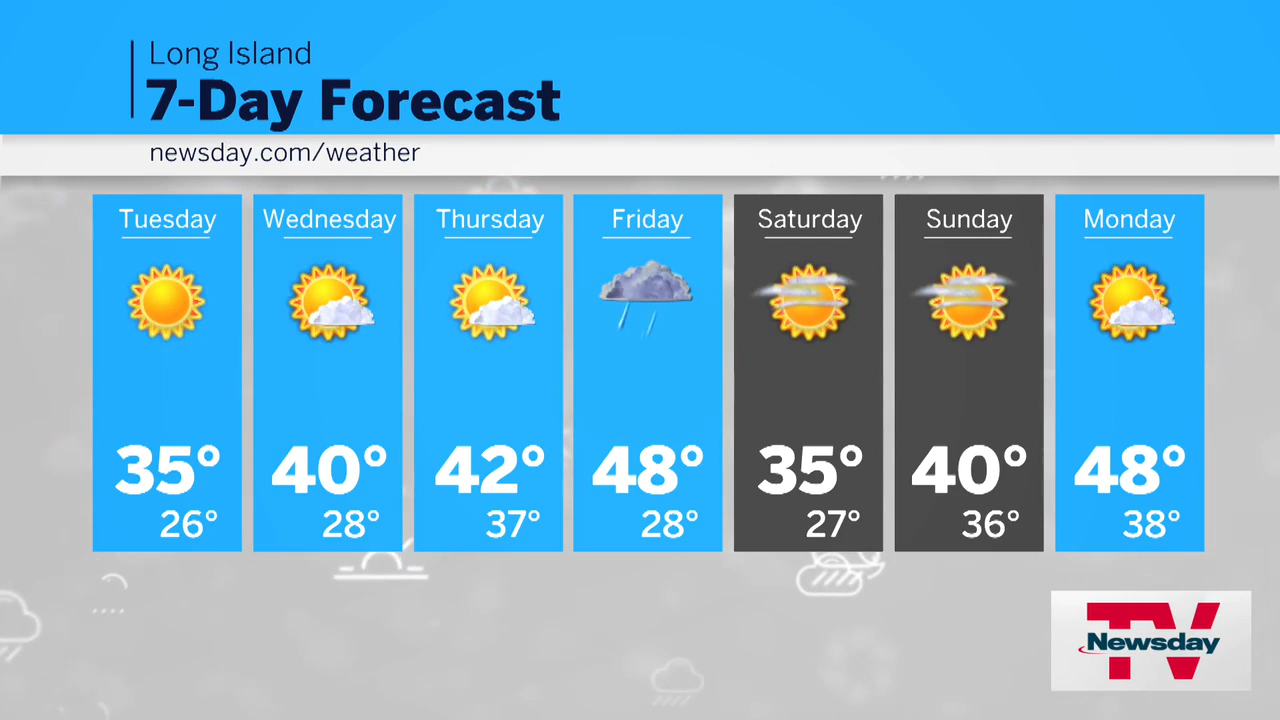 Long Island
7-Day Forecast
newsday.com/weather
Tuesday
35°
26°
Wednesday
40°
28°
Thursday
42°
37°
Friday
48°
28°
Saturday
35°
27°
Sunday
40°
36°
Monday
48°
38°
TV
Newsday